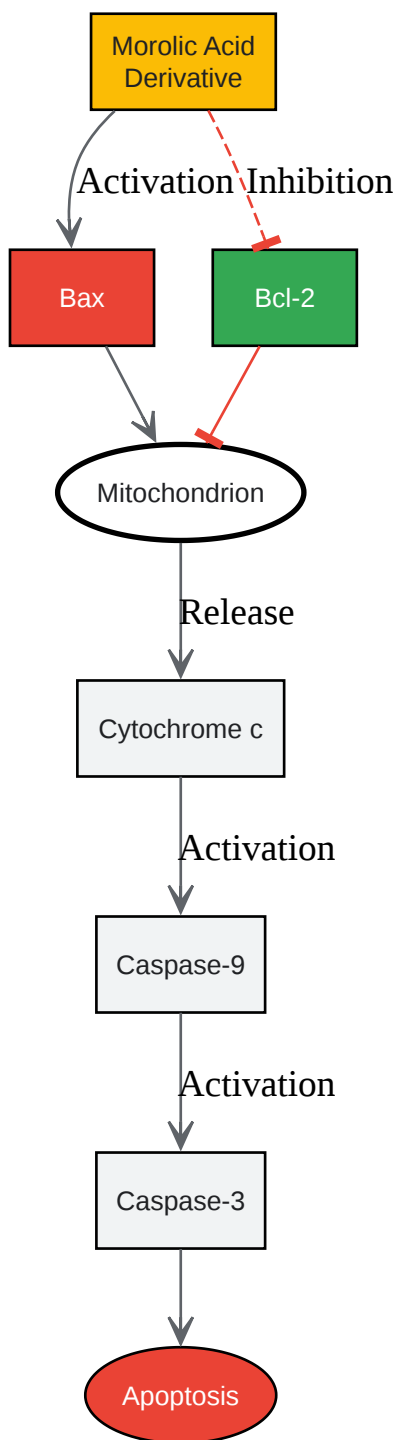 Morolic Acid
Derivative
Activation
Inhibition
Bax
Bcl-2
Mitochondrion
Release
Cytochrome c
Activation
Caspase-9
Activation
Caspase-3
Apoptosis